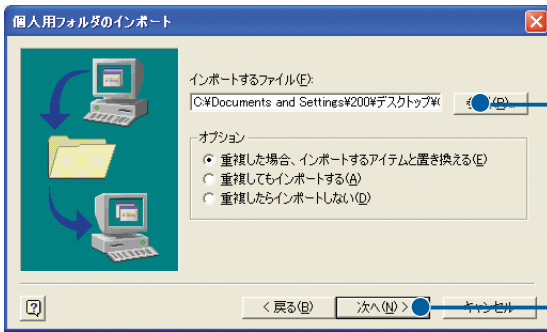 個人用フォルダのインポート
インポートするファイル(F):
C:¥Documents and Settings¥200¥デスクトップ¥(
(R)...
オプション
重複した場合、インポートするアイテムと置き換える(E)
重複してもインポートする(A)
重複したらインポートしない(D)
< 戻る(B)
次へ(N) >
キャンセル